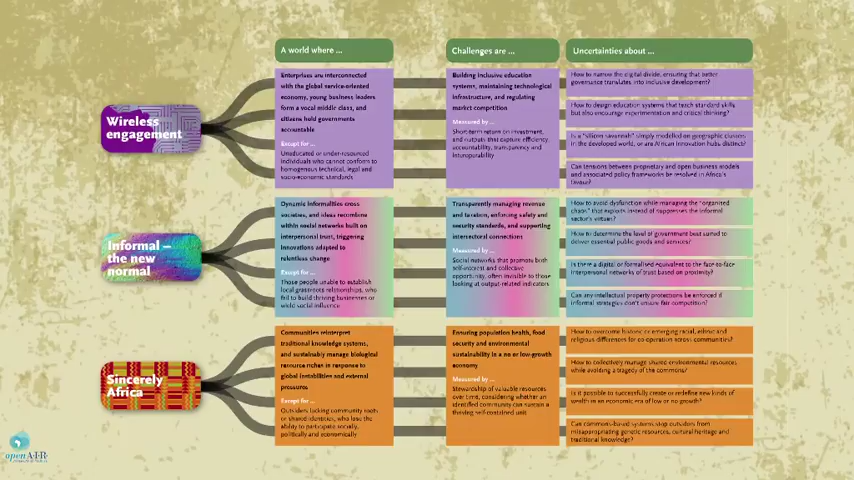 A world where ...
Challenges are ...
Uncertainties about ...
Wireless
engagement
Enterprises are interconnected
with the global service-oriented
economy, young business leaders
form a vocal middle class, and
citizens hold governments
accountable
Except for ...
Uneducated or under-resourced
individuals who cannot conform to
homogenous technical, legal and
socio-economic standards
Building inclusive education
systems, maintaining technological
infrastructure, and regulating
market competition
Measured by ...
Short-term return on investment,
and outputs that capture efficiency,
accountability, transparency and
interoperability
How to narrow the digital divide, ensuring that better
governance translates into inclusive development?
How to design education systems that teach standard skills,
but also encourage experimentation and critical thinking?
Is a "silicon savannah" simply modelled on geographic clusters
in the developed world, or are African innovation hubs distinct?
Can tensions between proprietary and open business models
and associated policy frameworks be resolved in Africa's
favour?
Informal –
the new
normal
Dynamic informalities cross
societies, and ideas recombine
within social networks built on
interpersonal trust, triggering
innovations adapted to
relentless change
Except for ...
Those people unable to establish
local grassroots relationships, who
fail to build thriving businesses or
wield social influence
Transparently managing revenue
and taxation, enforcing safety and
security standards, and supporting
intersectoral connections
Measured by ...
Social networks that promote both
self-interest and collective
opportunity, often invisible to those
looking at output-related indicators
How to avoid dysfunction while managing the "organised
chaos" that exploits instead of suppresses the informal
sector's virtues?
How to determine the level of government best suited to
deliver essential public goods and services?
Is there a digital or formalised equivalent to the face-to-face
interpersonal networks of trust based on proximity?
Can any intellectual property protections be enforced if
informal strategies don't ensure fair competition?
Sincerely
Africa
Communities reinterpret
traditional knowledge systems,
and sustainably manage biological
resource riches in response to
global instabilities and external
pressures
Except for ...
Outsiders lacking community roots
or shared identities, who lose the
ability to participate socially,
politically and economically
Ensuring population health, food
security and environmental
sustainability in a no or low-growth
economy
Measured by ...
Stewardship of valuable resources
over time, considering whether an
identified community can sustain a
thriving self-contained unit
How to overcome historic or emerging racial, ethnic and
religious differences for co-operation across communities?
How to collectively manage shared environmental resources
while avoiding a tragedy of the commons?
Is it possible to successfully create or redefine new kinds of
wealth in an economic era of low or no growth?
Can commons-based systems stop outsiders from
misappropriating genetic resources, cultural heritage and
traditional knowledge?
openAIR